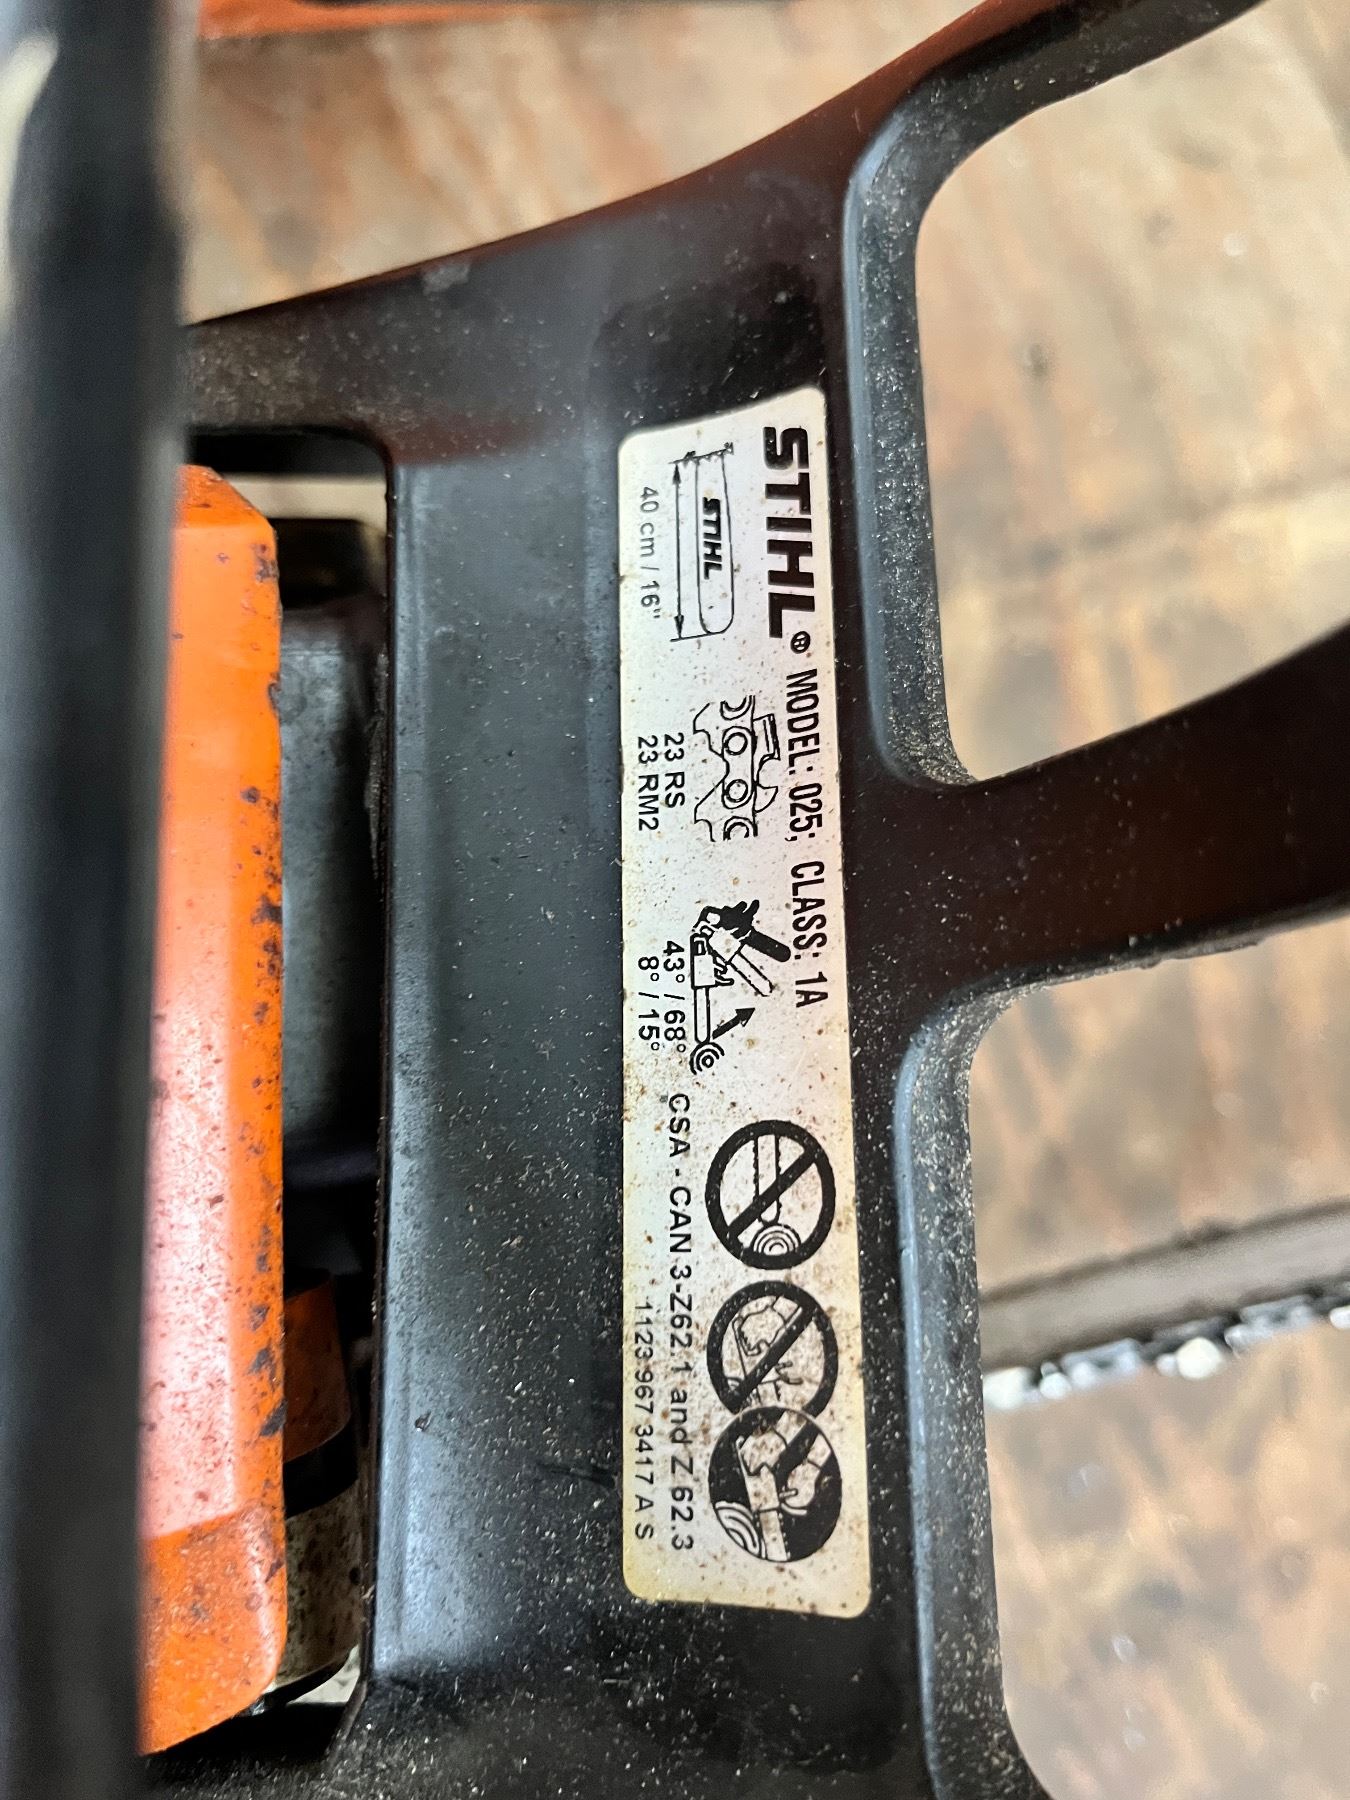 STIHL® MODEL: 025; CLASS: 1A
STIHL
40 cm / 16"
23 RS
23 RM2
43° / 68°
8° / 15°
CSA - CAN 3-Z62.1 and Z 62.3
1123 967 3417 A S